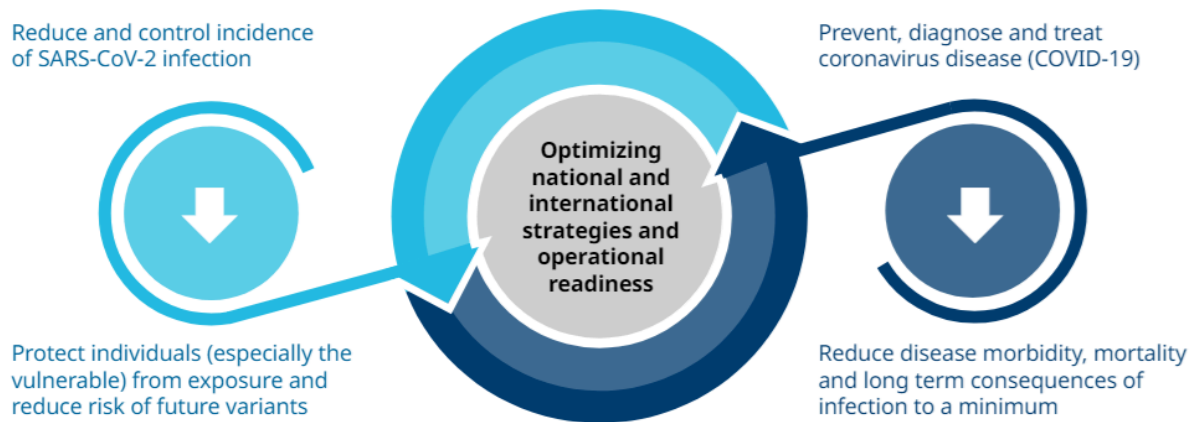 Reduce and control incidence
of SARS-CoV-2 infection
Protect individuals (especially the
vulnerable) from exposure and
reduce risk of future variants
Optimizing
national and
international
strategies and
operational
readiness
Prevent, diagnose and treat
coronavirus disease (COVID-19)
Reduce disease morbidity, mortality
and long term consequences of
infection to a minimum